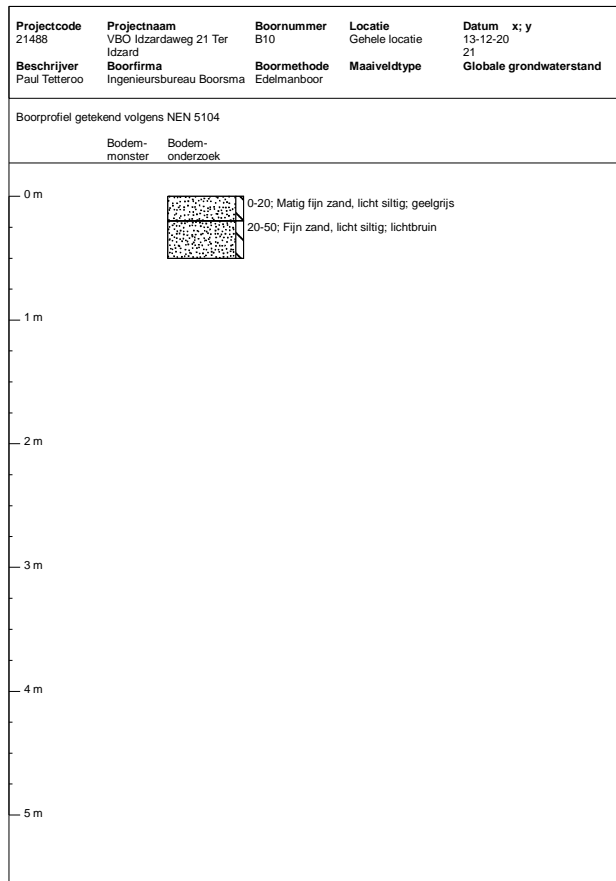 Projectcode Projectnaam Boornummer Locatie Datum x; y
21488 VBO Idzardaweg 21 Ter B10 Gehele locatie 13-12-20
Idzard 21
Beschrijver Boorfirma Boormethode Maaiveldtype Globale grondwaterstand
Paul Tetteroo Ingenieursbureau Boorsma Edelmanboor
Boorprofiel getekend volgens NEN 5104
Bodem- Bodem-
monster onderzoek
0 m
0-20; Matig fijn zand, licht siltig; geelgrijs
20-50; Fijn zand, licht siltig; lichtbruin
1 m
2 m
3 m
4 m
5 m